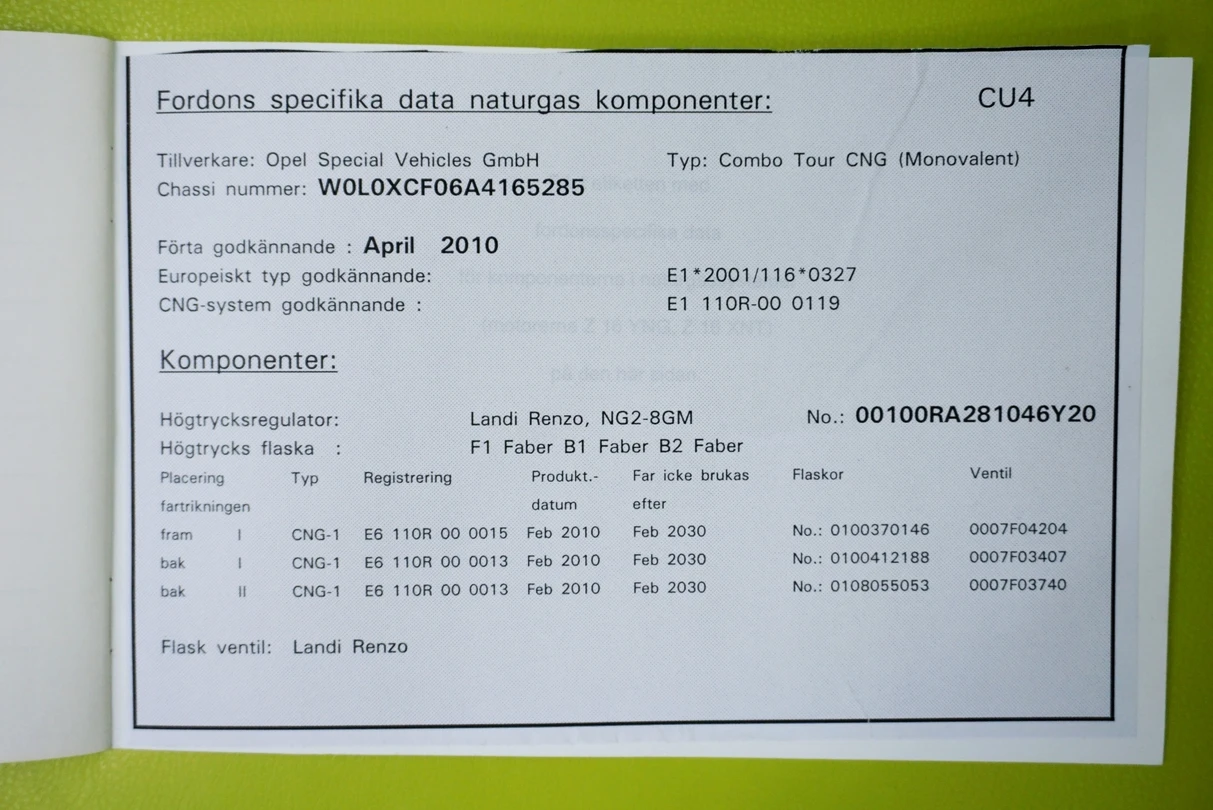 Fordons specifika data naturgas komponenter: CU4
Tillverkare: Opel Special Vehicles GmbH Typ: Combo Tour CNG (Monovalent)
Chassi nummer: W0L0XCF06A4165285
Förta godkännande : April 2010
Europeiskt typ godkännande: E1*2001/116*0327
CNG-system godkännande : E1 110R-00 0119
Komponenter:
Högtrycksregulator: Landi Renzo, NG2-8GM No.: 00100RA281046Y20
Högtrycks flaska : F1 Faber B1 Faber B2 Faber
Placering Typ Registrering Produkt.- Far icke brukas Flaskor Ventil
fartrikningen datum efter
fram I CNG-1 E6 110R 00 0015 Feb 2010 Feb 2030 No.: 0100370146 0007F04204
bak I CNG-1 E6 110R 00 0013 Feb 2010 Feb 2030 No.: 0100412188 0007F03407
bak II CNG-1 E6 110R 00 0013 Feb 2010 Feb 2030 No.: 0108055053 0007F03740
Flask ventil: Landi Renzo